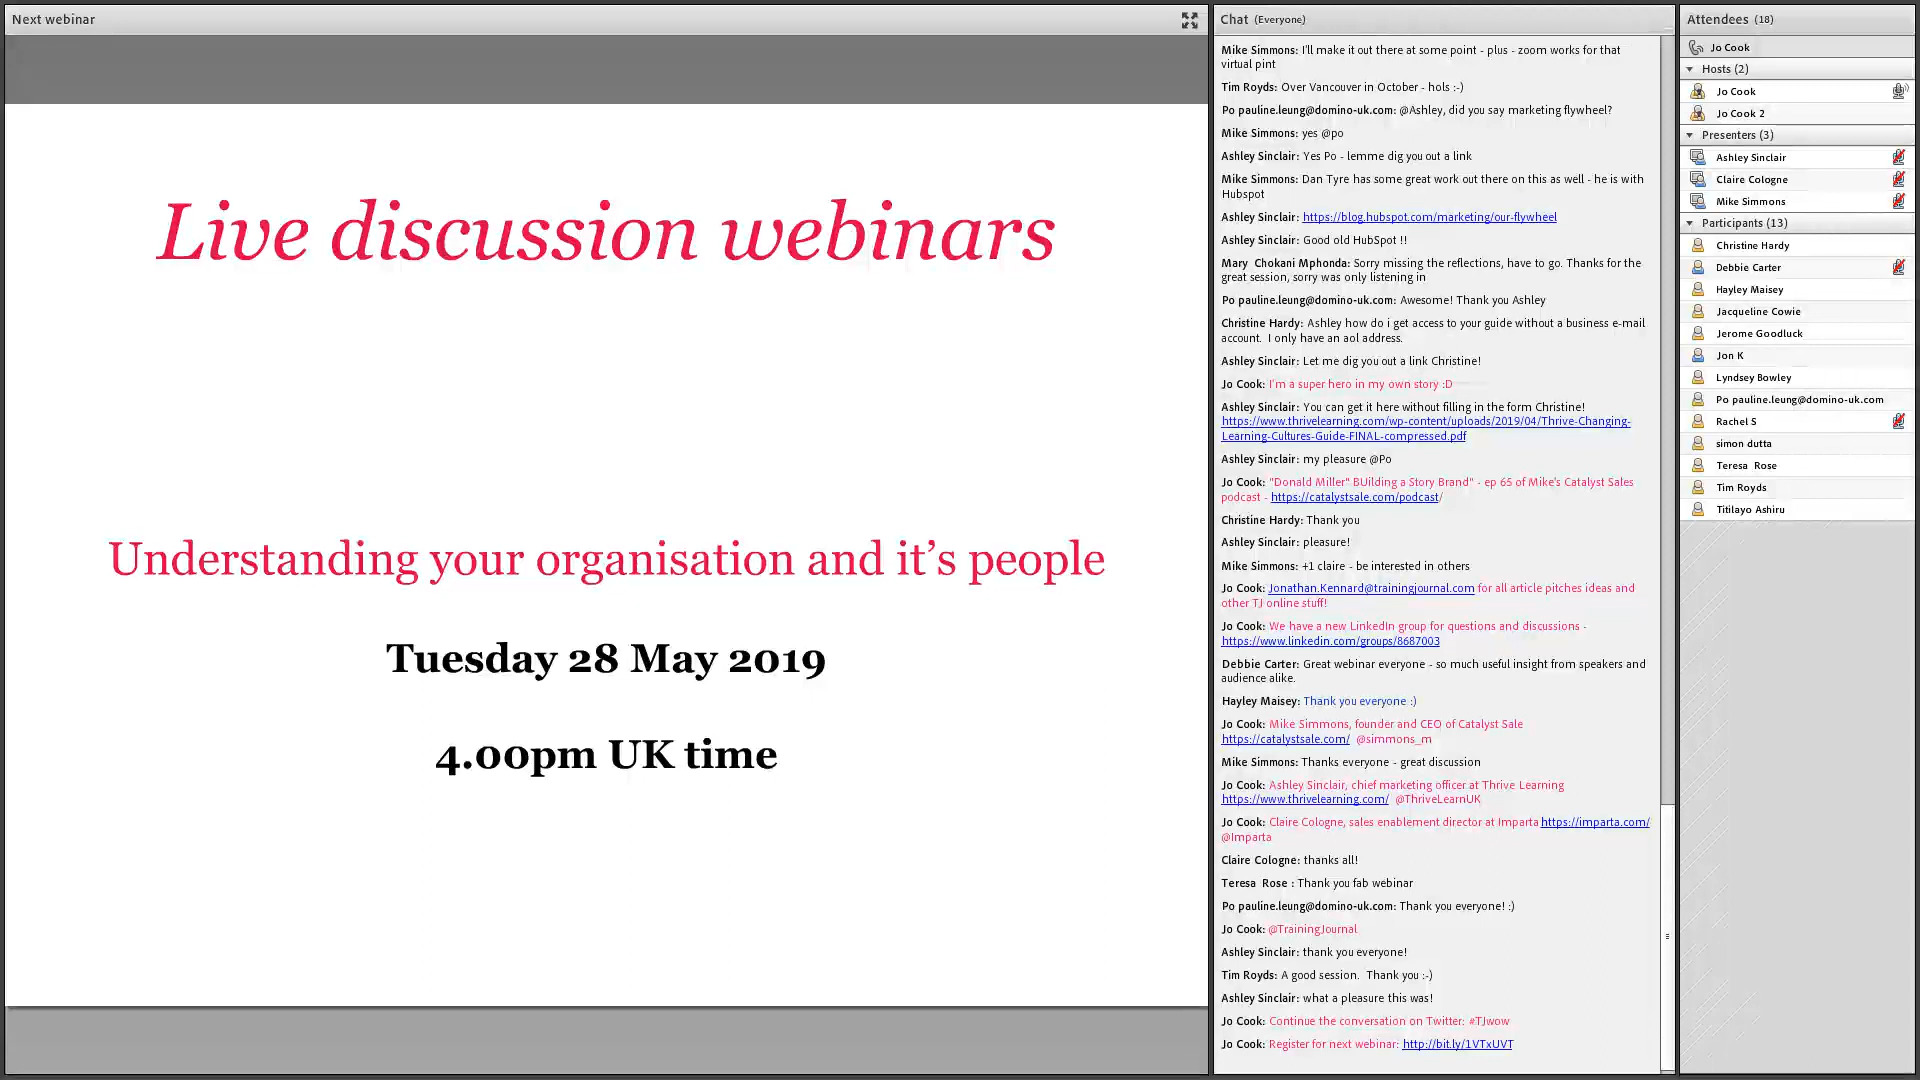 Next webinar
Live discussion webinars
Understanding your organisation and it’s people
Tuesday 28 May 2019
4.00pm UK time
Chat (Everyone)
Mike Simmons: I'll make it out there at some point - plus - zoom works for that
virtual pint
Tim Royds: Over Vancouver in October - hols :-)
Po pauline.leung@domino-uk.com: @Ashley, did you say marketing flywheel?
Mike Simmons: yes @po
Ashley Sinclair: Yes Po - lemme dig you out a link
Mike Simmons: Dan Tyre has some great work out there on this as well - he is with
Hubspot
Ashley Sinclair: https://blog.hubspot.com/marketing/our-flywheel
Ashley Sinclair: Good old HubSpot !!
Mary  Chokani Mphonda: Sorry missing the reflections, have to go. Thanks for the
great session, sorry was only listening in
Po pauline.leung@domino-uk.com: Awesome! Thank you Ashley
Christine Hardy: Ashley how do i get access to your guide without a business e-mail
account.  I only have an aol address.
Ashley Sinclair: Let me dig you out a link Christine!
Jo Cook: I'm a super hero in my own story :D
Ashley Sinclair: You can get it here without filling in the form Christine!
https://www.thrivelearning.com/wp-content/uploads/2019/04/Thrive-Changing-
Learning-Cultures-Guide-FINAL-compressed.pdf
Ashley Sinclair: my pleasure @Po
Jo Cook: "Donald Miller" BUilding a Story Brand" - ep 65 of Mike's Catalyst Sales
podcast - https://catalystsale.com/podcast/
Christine Hardy: Thank you
Ashley Sinclair: pleasure!
Mike Simmons: +1 claire - be interested in others
Jo Cook: Jonathan.Kennard@trainingjournal.com for all article pitches ideas and
other TJ online stuff!
Jo Cook: We have a new LinkedIn group for questions and discussions -
https://www.linkedin.com/groups/8687003
Debbie Carter: Great webinar everyone - so much useful insight from speakers and
audience alike.
Hayley Maisey: Thank you everyone :)
Jo Cook: Mike Simmons, founder and CEO of Catalyst Sale
https://catalystsale.com/  @simmons_m
Mike Simmons: Thanks everyone - great discussion
Jo Cook: Ashley Sinclair, chief marketing officer at Thrive Learning
https://www.thrivelearning.com/  @ThriveLearnUK
Jo Cook: Claire Cologne, sales enablement director at Imparta https://imparta.com/
@Imparta
Claire Cologne: thanks all!
Teresa  Rose : Thank you fab webinar
Po pauline.leung@domino-uk.com: Thank you everyone! :)
Jo Cook: @TrainingJournal
Ashley Sinclair: thank you everyone!
Tim Royds: A good session.  Thank you :-)
Ashley Sinclair: what a pleasure this was!
Jo Cook: Continue the conversation on Twitter: #TJwow
Jo Cook: Register for next webinar: http://bit.ly/1VTxUVT
Attendees (18)
Jo Cook
Hosts (2)
Jo Cook
Jo Cook 2
Presenters (3)
Ashley Sinclair
Claire Cologne
Mike Simmons
Participants (13)
Christine Hardy
Debbie Carter
Hayley Maisey
Jacqueline Cowie
Jerome Goodluck
Jon K
Lyndsey Bowley
Po pauline.leung@domino-uk.com
Rachel S
simon dutta
Teresa  Rose
Tim Royds
Titilayo Ashiru